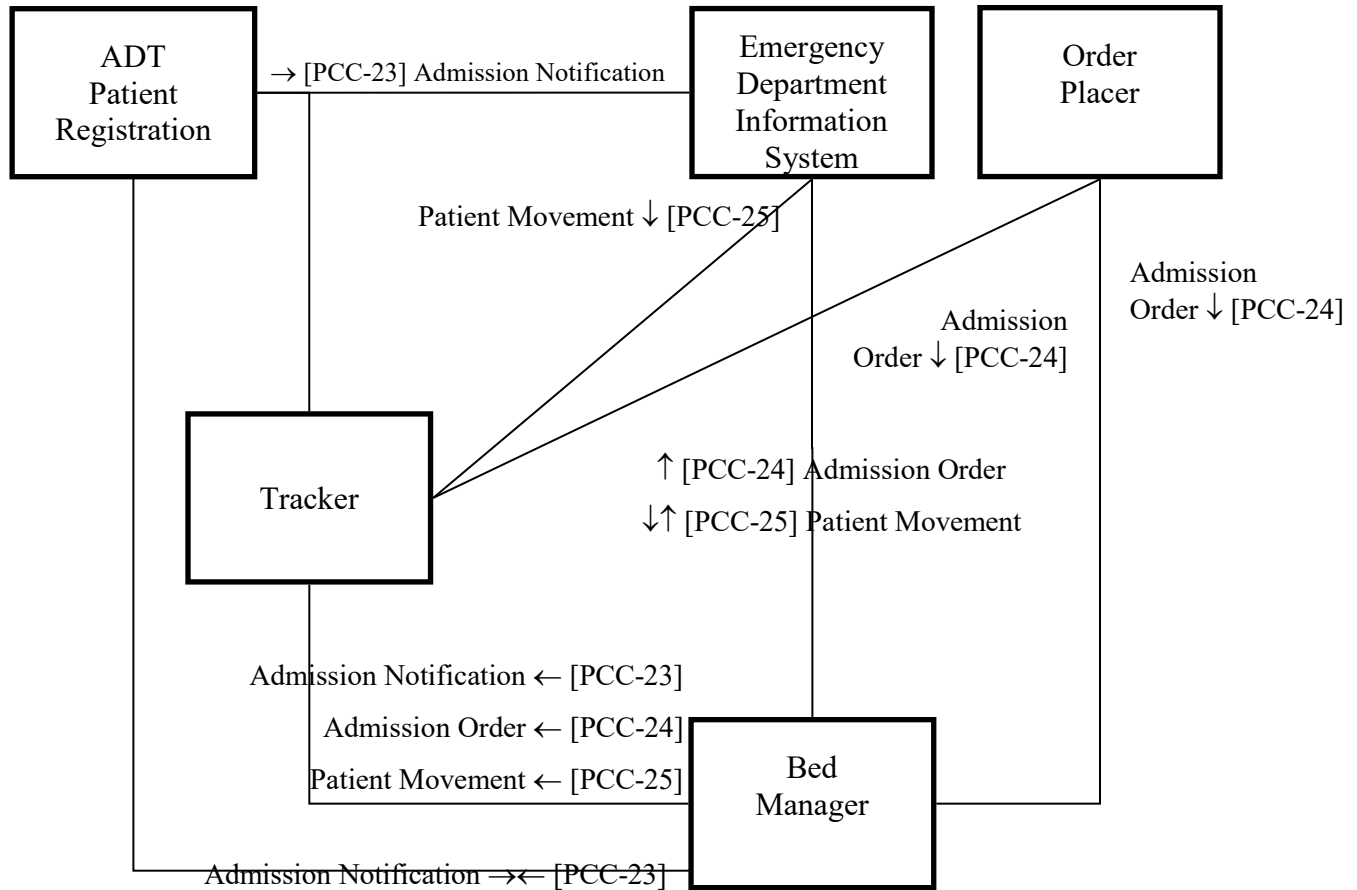 ADT
Patient
Registration
→ [PCC-23] Admission Notification
Emergency
Department
Information
System
Order
Placer
Patient Movement ↓ [PCC-25]
Admission
Order ↓ [PCC-24]
Admission
Order ↓ [PCC-24]
Tracker
↑ [PCC-24] Admission Order
↓↑ [PCC-25] Patient Movement
Admission Notification ← [PCC-23]
Admission Order ← [PCC-24]
Patient Movement ← [PCC-25]
Bed
Manager
Admission Notification →← [PCC-23]